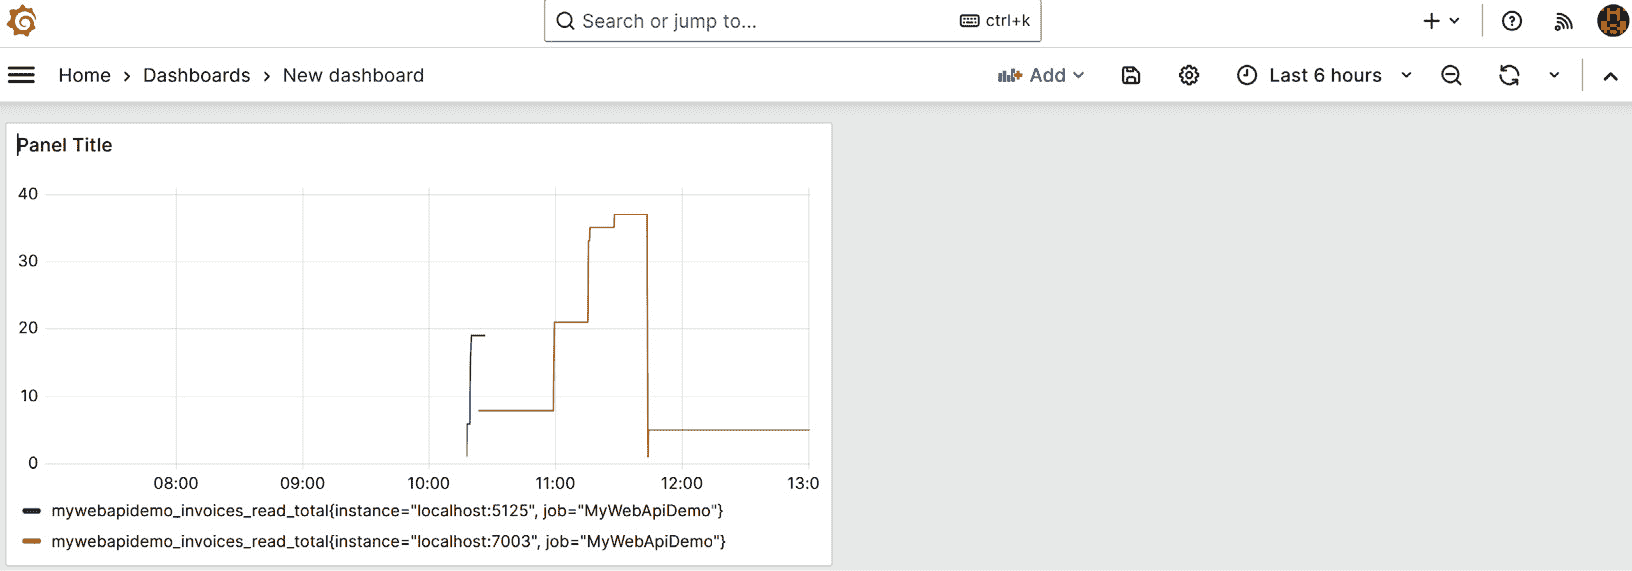 Search or jump to... ctrl+k
Home > Dashboards > New dashboard Add Last 6 hours
Panel Title
40
30
20
10
0
08:00 09:00 10:00 11:00 12:00 13:0
mywebapidemo_invoices_read_total{instance="localhost:5125", job="MyWebApiDemo"}
mywebapidemo_invoices_read_total{instance="localhost:7003", job="MyWebApiDemo"}